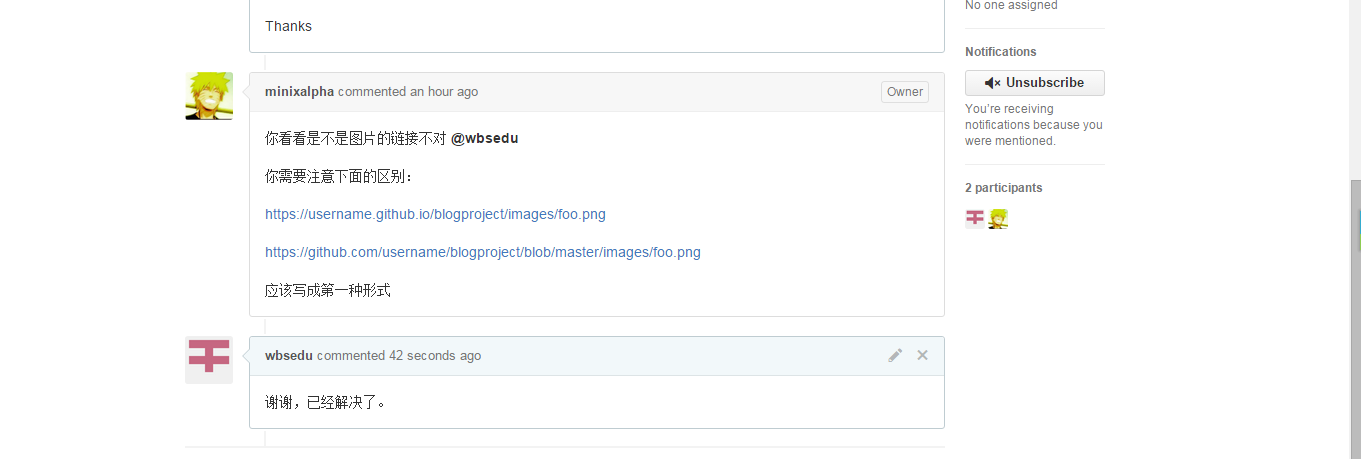 No one assigned
Thanks
Notifications
Unsubscribe
You're receiving
notifications because you
were mentioned.
2 participants
minixalpha commented an hour ago
Owner
你看看是不是图片的链接不对 @wbsedu
你需要注意下面的区别：
https://username.github.io/blogproject/images/foo.png
https://github.com/username/blogproject/blob/master/images/foo.png
应该写成第一种形式
wbsedu commented 42 seconds ago
谢谢，已经解决了。